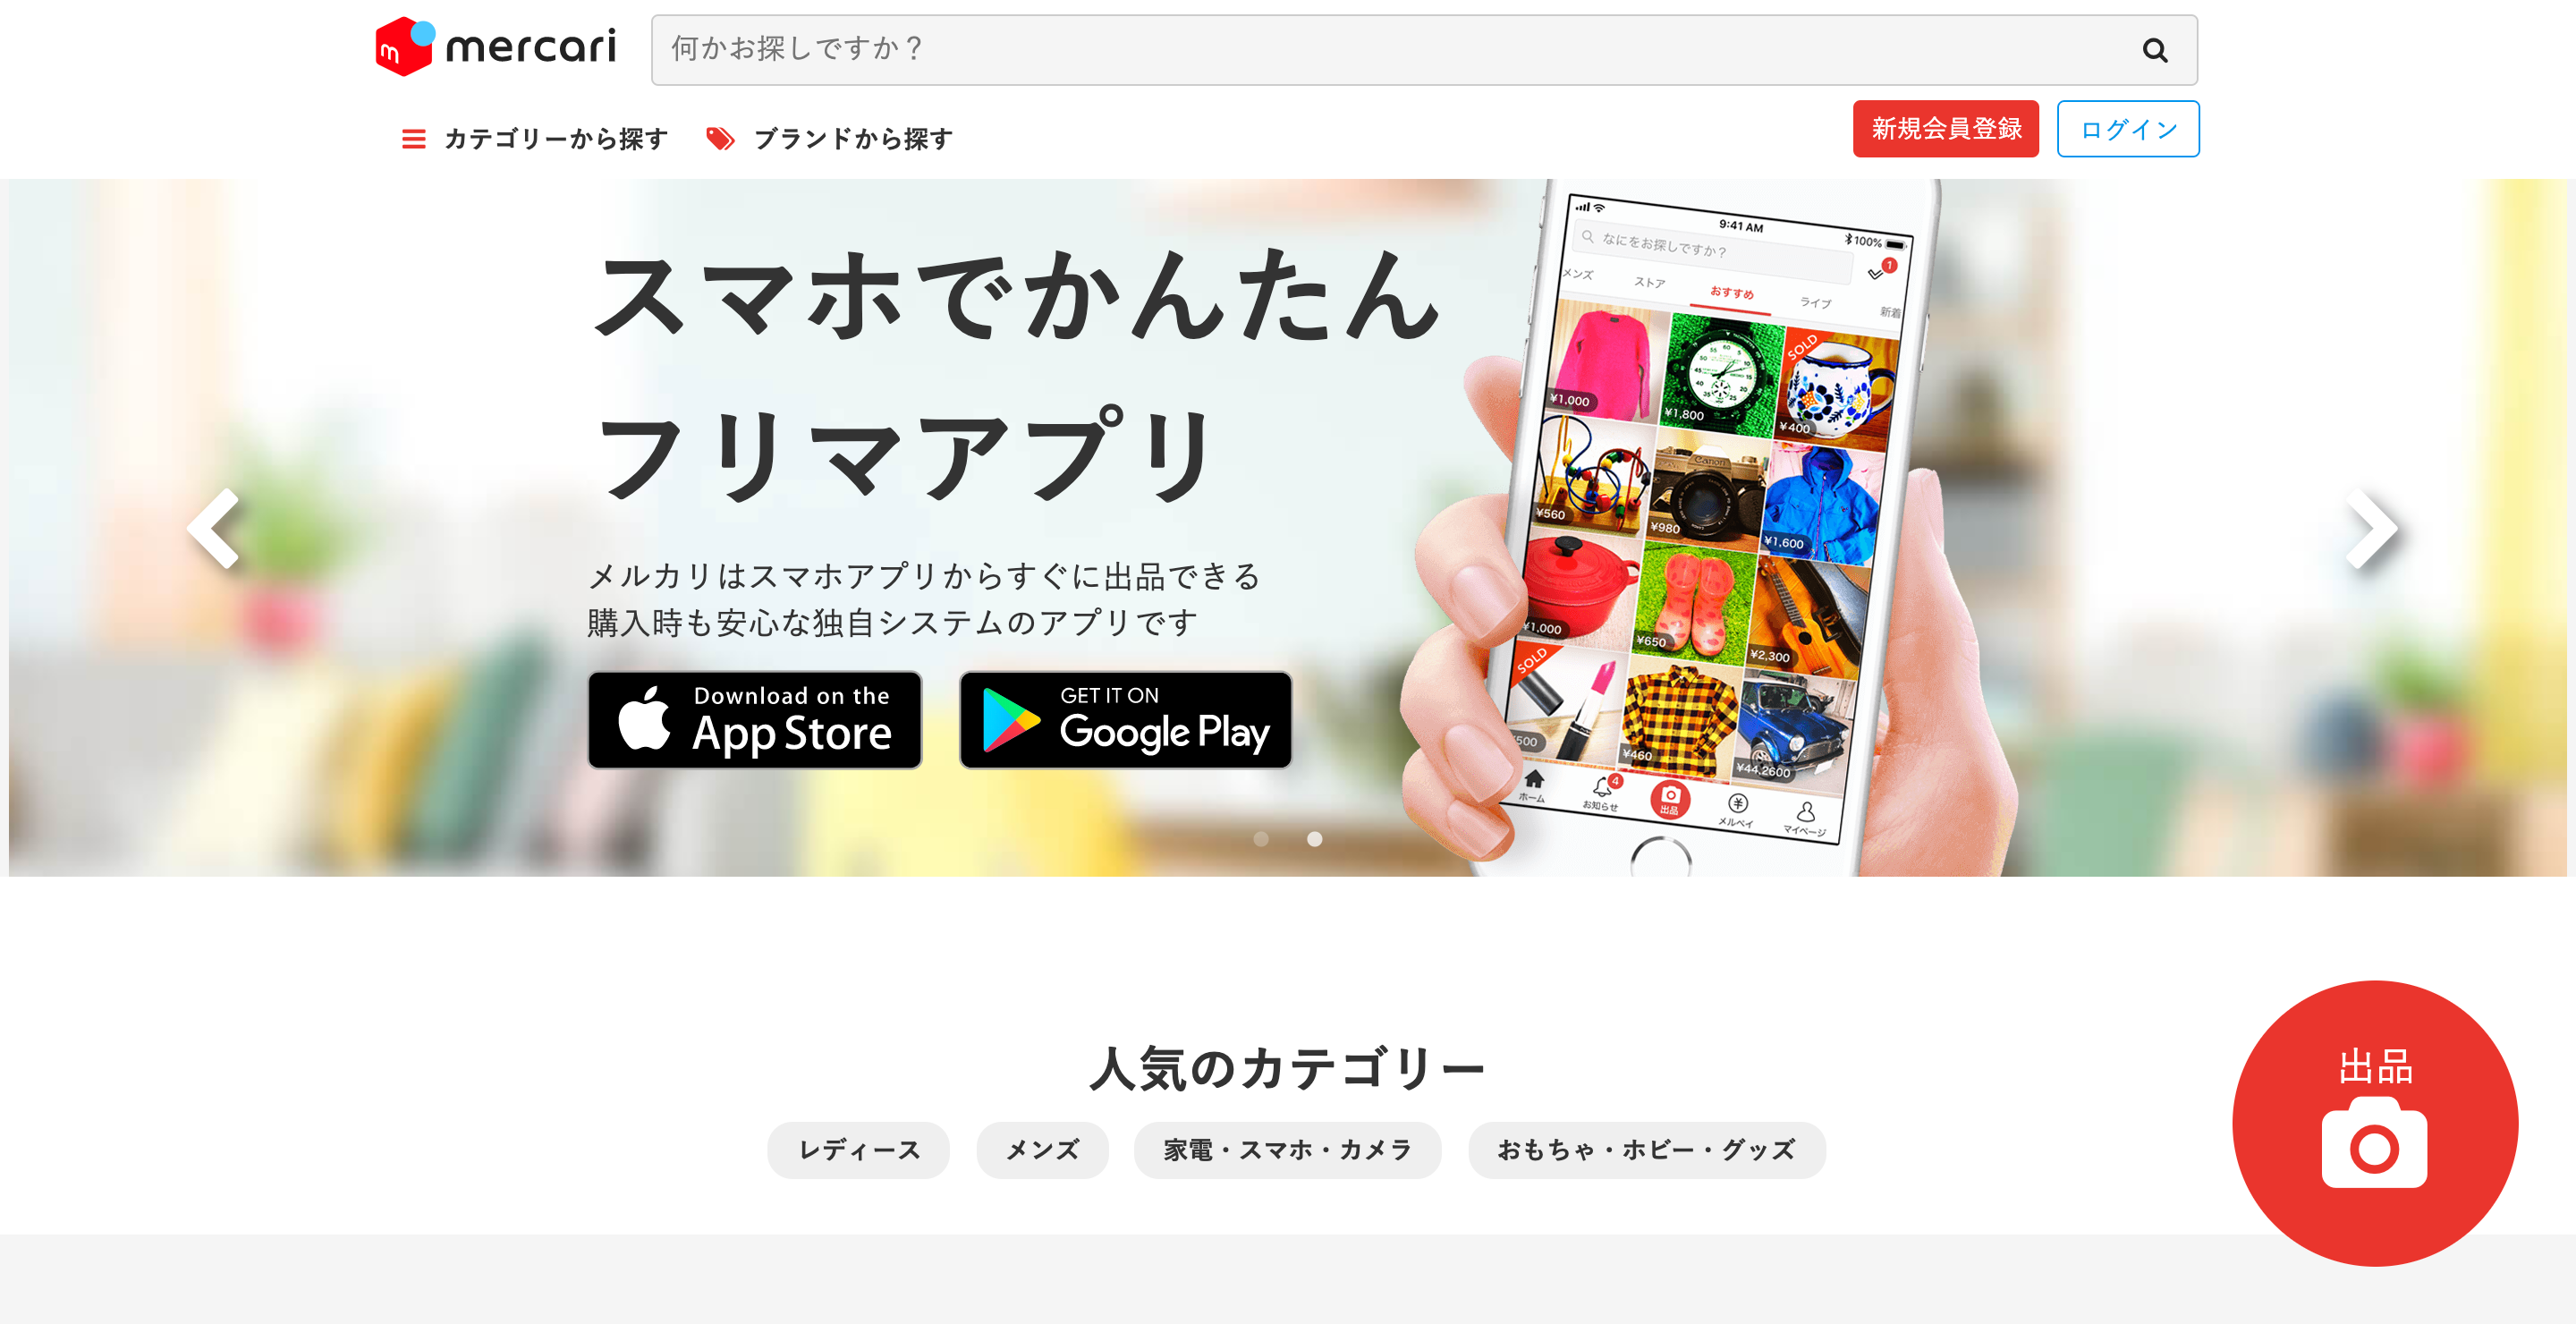 m mercari
何かお探しですか？
カテゴリーから探す ブランドから探す
新規会員登録 ログイン
スマホでかんたん
フリマアプリ
メルカリはスマホアプリからすぐに出品できる
購入時も安心な独自システムのアプリです
Download on the
App Store
GET IT ON
Google Play
9:41 AM
100%
なにをお探しですか？
1
メンズ ストア おすすめ ライブ 新着
SOLD
¥1,000 ¥1,800 ¥400
Canon
¥560 ¥980 ¥1,600
¥1,000 ¥650 ¥2,300
SOLD
500 ¥460 ¥44,2600
4
ホーム お知らせ 出品 メルペイ マイページ
人気のカテゴリー
レディース メンズ 家電・スマホ・カメラ おもちゃ・ホビー・グッズ
出品